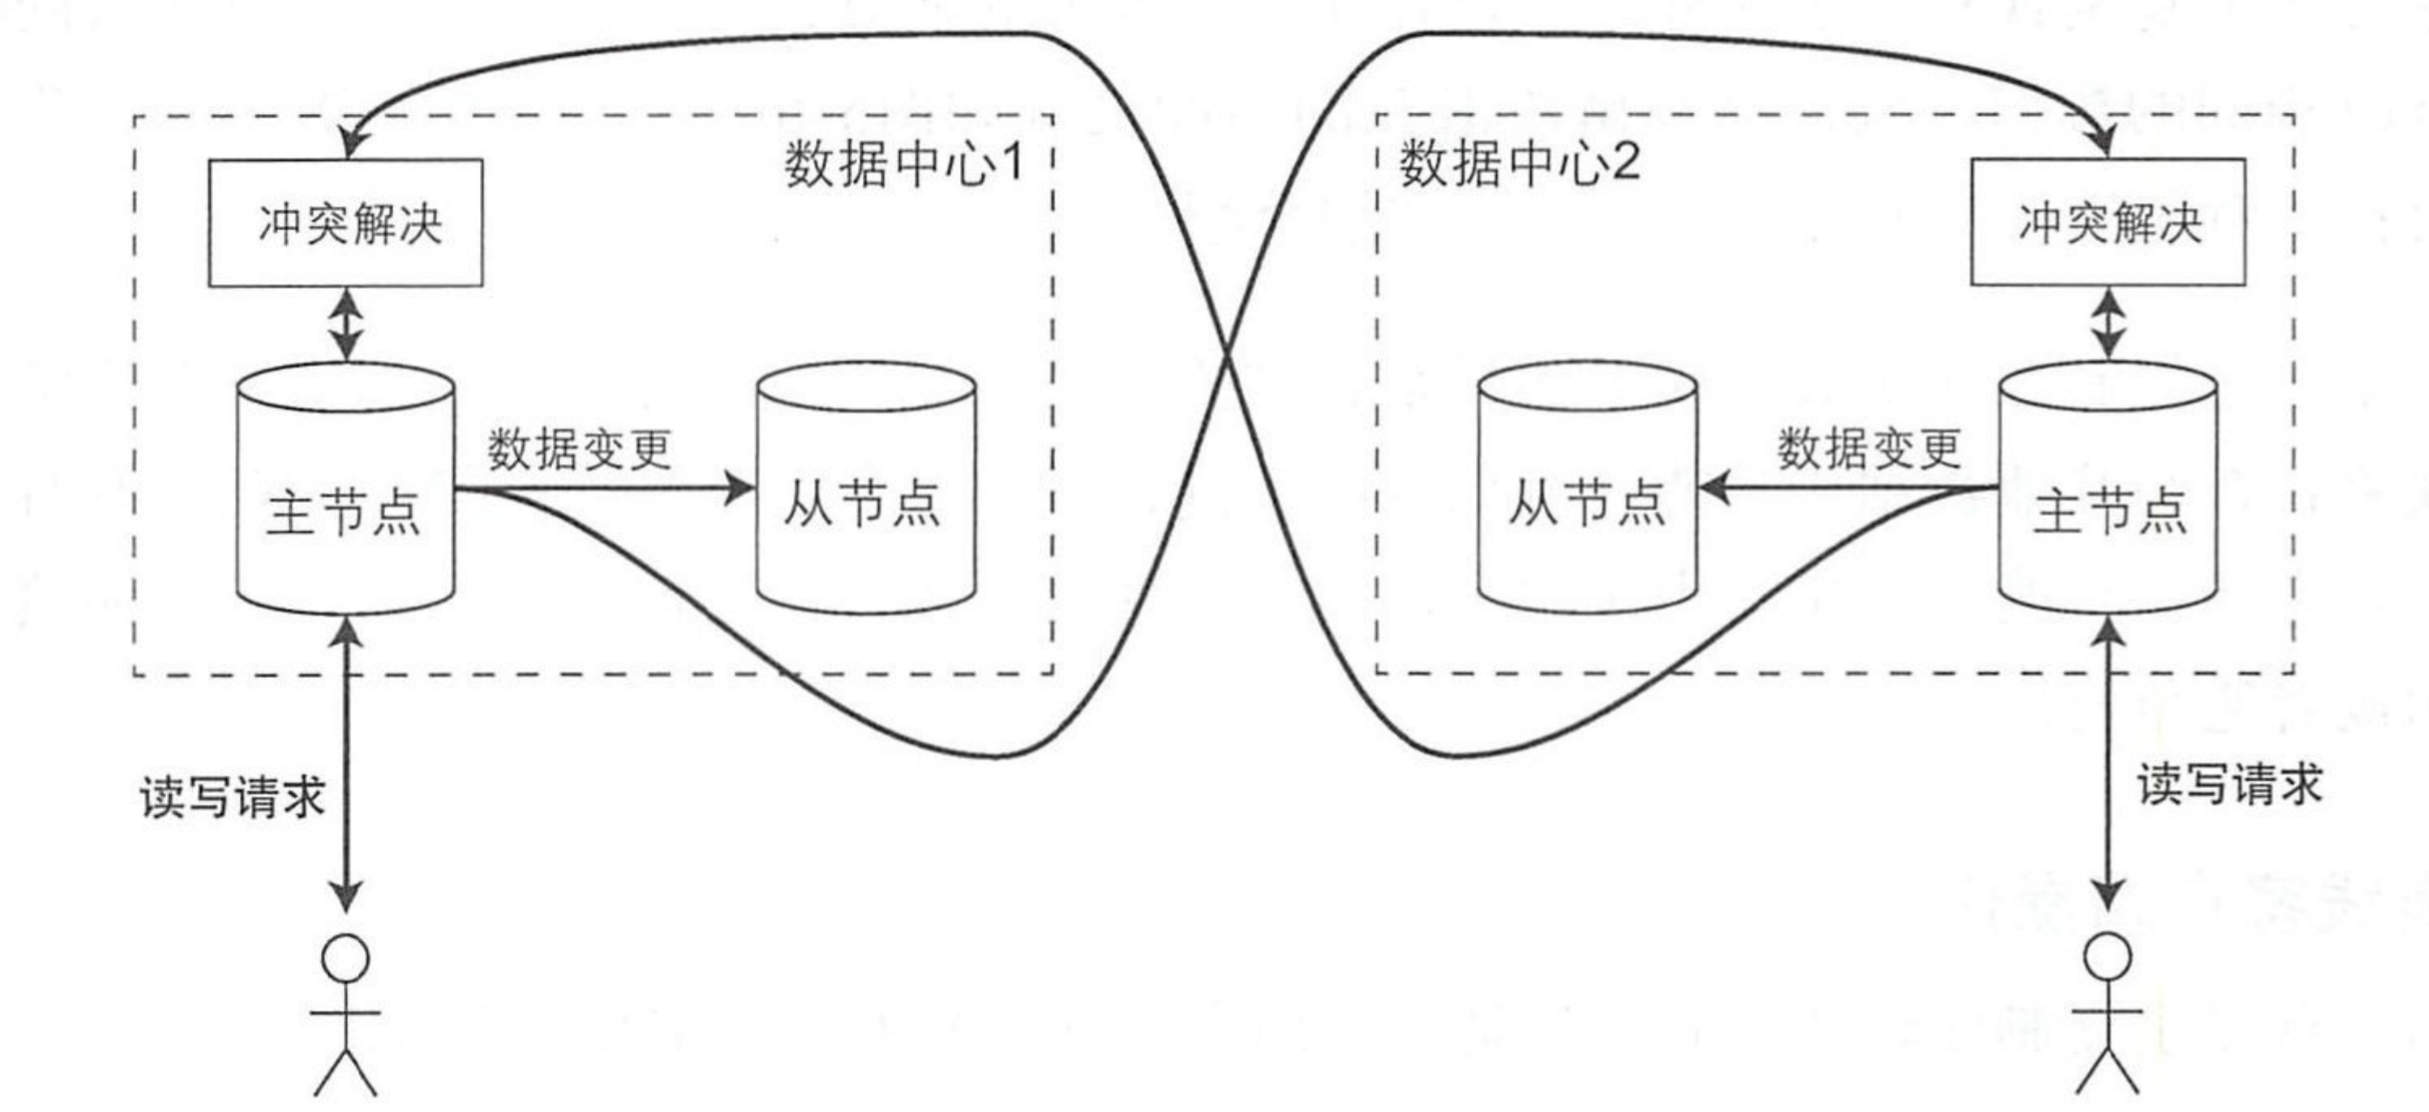 数据中心1
数据中心2
冲突解决
冲突解决
数据变更
数据变更
主节点
从节点
从节点
主节点
读写请求
读写请求